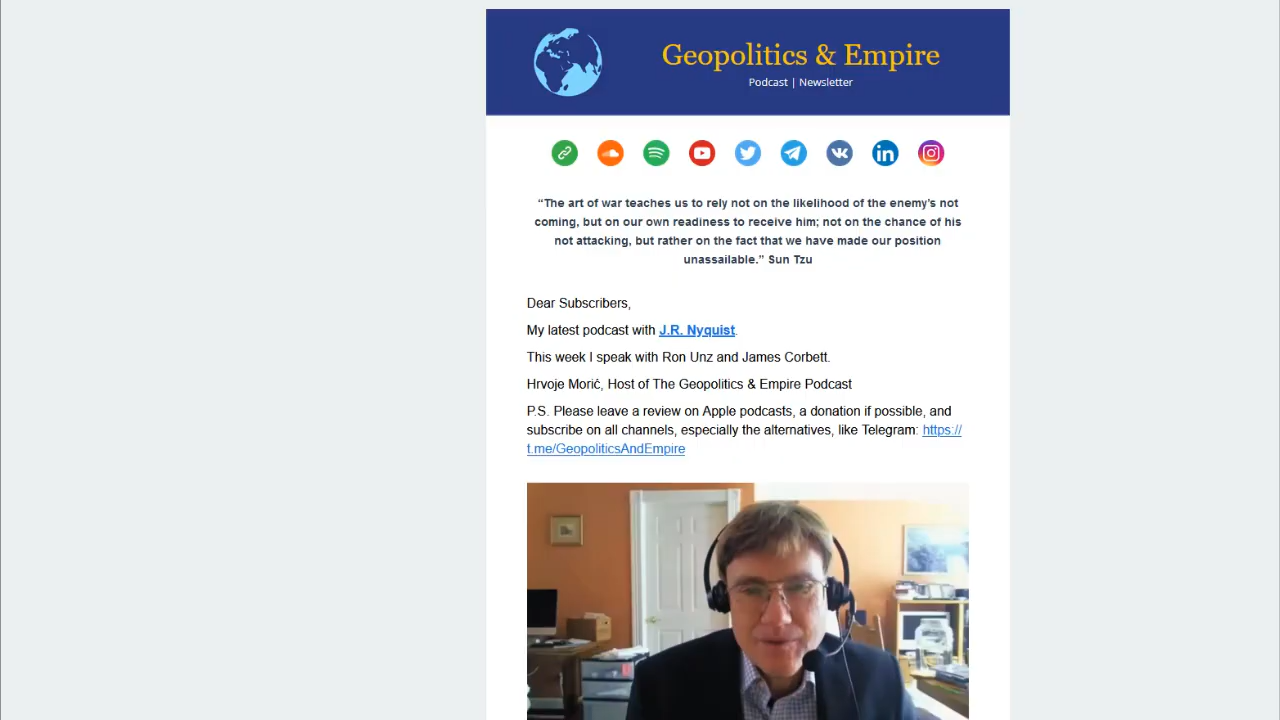 Geopolitics & Empire
Podcast | Newsletter
“The art of war teaches us to rely not on the likelihood of the enemy’s not
coming, but on our own readiness to receive him; not on the chance of his
not attacking, but rather on the fact that we have made our position
unassailable.” Sun Tzu
Dear Subscribers,
My latest podcast with J.R. Nyquist.
This week I speak with Ron Unz and James Corbett.
Hrvoje Morić, Host of The Geopolitics & Empire Podcast
P.S. Please leave a review on Apple podcasts, a donation if possible, and
subscribe on all channels, especially the alternatives, like Telegram: https://
t.me/GeopoliticsAndEmpire